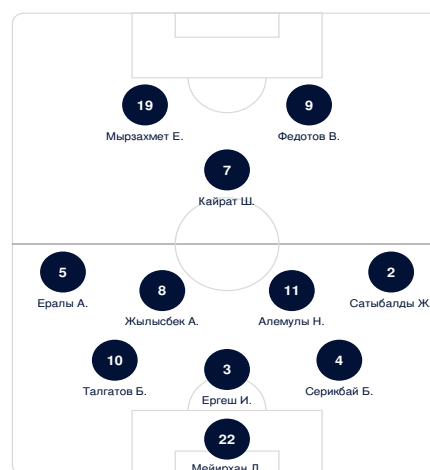 19
9
Мырзахмет Е.
Федотов В.
7
Кайрат Ш.
5
2
8
11
Ералы А.
Сатыбалды Ж.
Жылысбек А.
Алемулы Н.
10
3
4
Талгатов Б.
Ергеш И.
Серикбай Б.
22
Мейирхан Д.